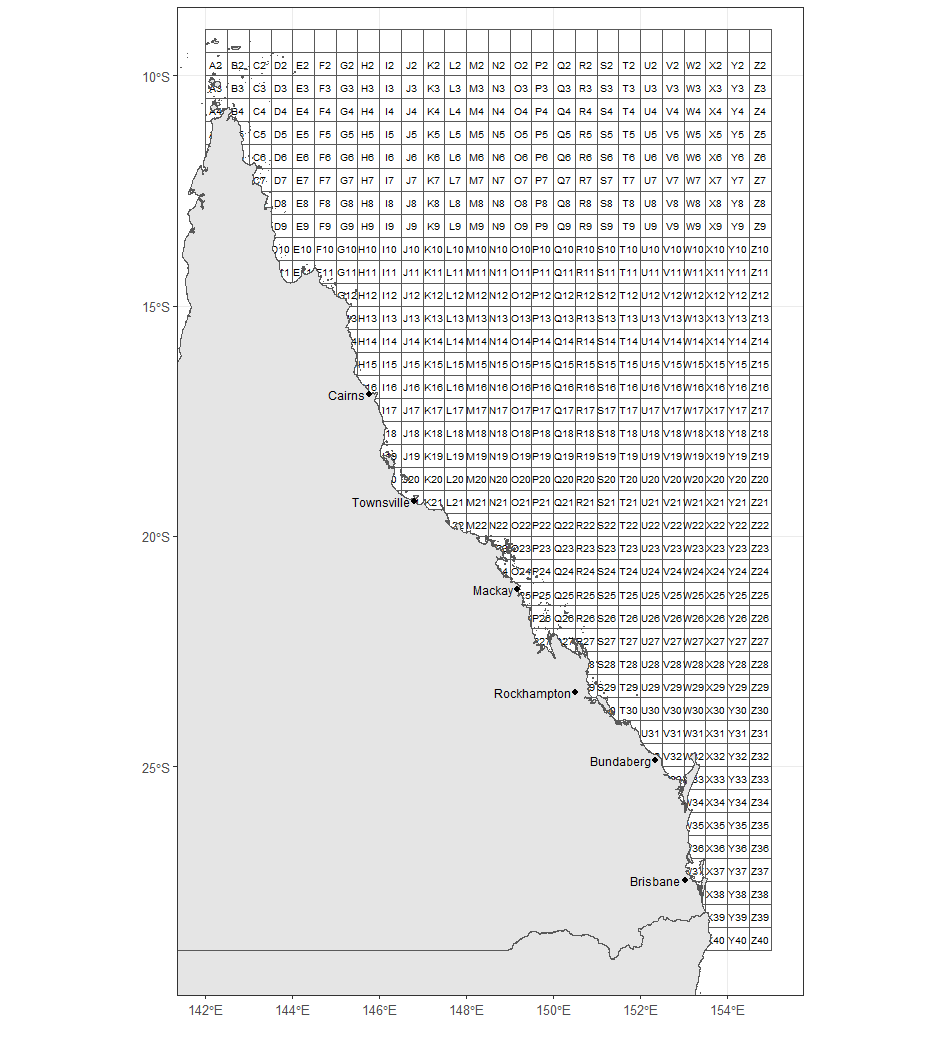 A2 B2 C2 D2 E2 F2 G2 H2 I2 J2 K2 L2 M2 N2 O2 P2 Q2 R2 S2 T2 U2 V2 W2 X2 Y2 Z2
10°S
A3 B3 C3 D3 E3 F3 G3 H3 I3 J3 K3 L3 M3 N3 O3 P3 Q3 R3 S3 T3 U3 V3 W3 X3 Y3 Z3
B4 C4 D4 E4 F4 G4 H4 I4 J4 K4 L4 M4 N4 O4 P4 Q4 R4 S4 T4 U4 V4 W4 X4 Y4 Z4
C5 D5 E5 F5 G5 H5 I5 J5 K5 L5 M5 N5 O5 P5 Q5 R5 S5 T5 U5 V5 W5 X5 Y5 Z5
C6 D6 E6 F6 G6 H6 I6 J6 K6 L6 M6 N6 O6 P6 Q6 R6 S6 T6 U6 V6 W6 X6 Y6 Z6
C7 D7 E7 F7 G7 H7 I7 J7 K7 L7 M7 N7 O7 P7 Q7 R7 S7 T7 U7 V7 W7 X7 Y7 Z7
D8 E8 F8 G8 H8 I8 J8 K8 L8 M8 N8 O8 P8 Q8 R8 S8 T8 U8 V8 W8 X8 Y8 Z8
D9 E9 F9 G9 H9 I9 J9 K9 L9 M9 N9 O9 P9 Q9 R9 S9 T9 U9 V9 W9 X9 Y9 Z9
E10 F10 G10 H10 I10 J10 K10 L10 M10 N10 O10 P10 Q10 R10 S10 T10 U10 V10 W10 X10 Y10 Z10
G11 H11 I11 J11 K11 L11 M11 N11 O11 P11 Q11 R11 S11 T11 U11 V11 W11 X11 Y11 Z11
H12 I12 J12 K12 L12 M12 N12 O12 P12 Q12 R12 S12 T12 U12 V12 W12 X12 Y12 Z12
15°S
H13 I13 J13 K13 L13 M13 N13 O13 P13 Q13 R13 S13 T13 U13 V13 W13 X13 Y13 Z13
H14 I14 J14 K14 L14 M14 N14 O14 P14 Q14 R14 S14 T14 U14 V14 W14 X14 Y14 Z14
H15 I15 J15 K15 L15 M15 N15 O15 P15 Q15 R15 S15 T15 U15 V15 W15 X15 Y15 Z15
I16 J16 K16 L16 M16 N16 O16 P16 Q16 R16 S16 T16 U16 V16 W16 X16 Y16 Z16
Cairns
I17 J17 K17 L17 M17 N17 O17 P17 Q17 R17 S17 T17 U17 V17 W17 X17 Y17 Z17
J18 K18 L18 M18 N18 O18 P18 Q18 R18 S18 T18 U18 V18 W18 X18 Y18 Z18
J19 K19 L19 M19 N19 O19 P19 Q19 R19 S19 T19 U19 V19 W19 X19 Y19 Z19
K20 L20 M20 N20 O20 P20 Q20 R20 S20 T20 U20 V20 W20 X20 Y20 Z20
Townsville K21 L21 M21 N21 O21 P21 Q21 R21 S21 T21 U21 V21 W21 X21 Y21 Z21
M22 N22 O22 P22 Q22 R22 S22 T22 U22 V22 W22 X22 Y22 Z22
20°S
O23 P23 Q23 R23 S23 T23 U23 V23 W23 X23 Y23 Z23
O24 P24 Q24 R24 S24 T24 U24 V24 W24 X24 Y24 Z24
Mackay P25 Q25 R25 S25 T25 U25 V25 W25 X25 Y25 Z25
P26 Q26 R26 S26 T26 U26 V26 W26 X26 Y26 Z26
R27 S27 T27 U27 V27 W27 X27 Y27 Z27
S28 T28 U28 V28 W28 X28 Y28 Z28
Rockhampton S29 T29 U29 V29 W29 X29 Y29 Z29
T30 U30 V30 W30 X30 Y30 Z30
U31 V31 W31 X31 Y31 Z31
Bundaberg V32 W32 X32 Y32 Z32
25°S
X33 Y33 Z33
W34 X34 Y34 Z34
W35 X35 Y35 Z35
X36 Y36 Z36
X37 Y37 Z37
Brisbane
X38 Y38 Z38
X39 Y39 Z39
Y40 Z40
142°E 144°E 146°E 148°E 150°E 152°E 154°E